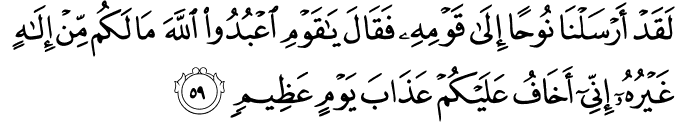 لَقَدۡ أَرۡسَلۡنَا نُوحًا إِلَىٰ قَوۡمِهِۦ فَقَالَ يَٰقَوۡمِ ٱعۡبُدُواْ ٱللَّهَ مَا لَكُم مِّنۡ إِلَٰهٍ
غَيۡرُهُۥٓ إِنِّيٓ أَخَافُ عَلَيۡكُمۡ عَذَابَ يَوۡمٍ عَظِيمٖ ٥٩